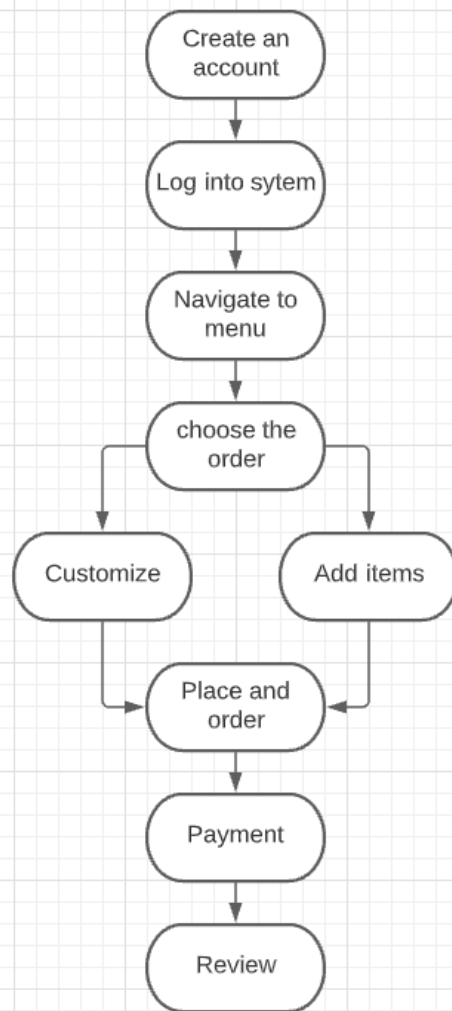 Create an
account
Log into sytem
Navigate to
menu
choose the
order
Customize
Add items
Place and
order
Payment
Review